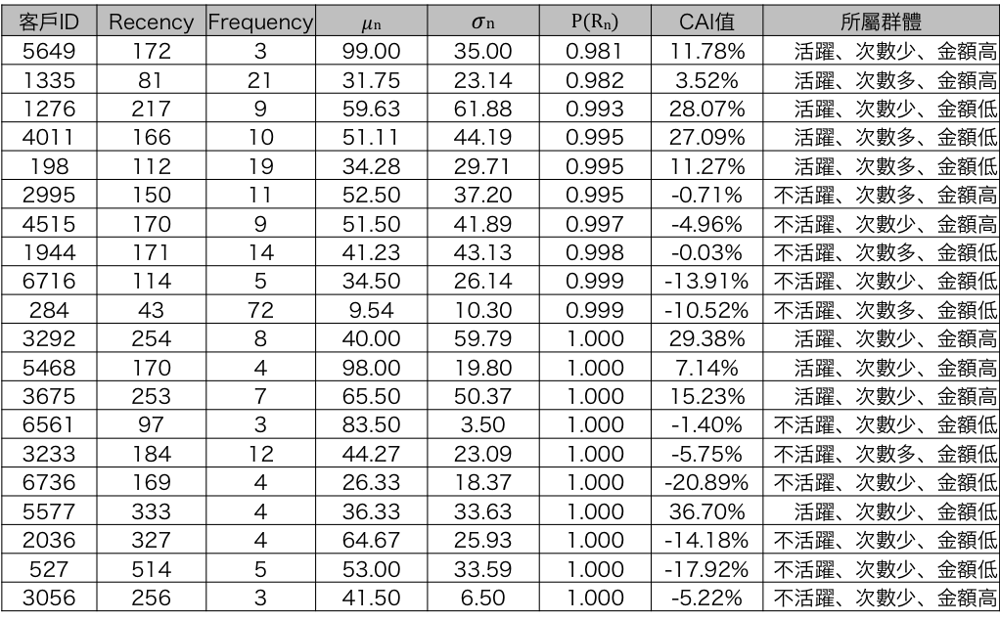 客戶ID Recency Frequency μn σn P(Rn) CAI值 所屬群體
5649 172 3 99.00 35.00 0.981 11.78% 活躍、次數少、金額高
1335 81 21 31.75 23.14 0.982 3.52% 活躍、次數多、金額高
1276 217 9 59.63 61.88 0.993 28.07% 活躍、次數少、金額低
4011 166 10 51.11 44.19 0.995 27.09% 活躍、次數多、金額低
198 112 19 34.28 29.71 0.995 11.27% 活躍、次數多、金額低
2995 150 11 52.50 37.20 0.995 -0.71% 不活躍、次數多、金額高
4515 170 9 51.50 41.89 0.997 -4.96% 不活躍、次數少、金額高
1944 171 14 41.23 43.13 0.998 -0.03% 不活躍、次數多、金額低
6716 114 5 34.50 26.14 0.999 -13.91% 不活躍、次數少、金額低
284 43 72 9.54 10.30 0.999 -10.52% 不活躍、次數多、金額低
3292 254 8 40.00 59.79 1.000 29.38% 活躍、次數少、金額高
5468 170 4 98.00 19.80 1.000 7.14% 活躍、次數少、金額高
3675 253 7 65.50 50.37 1.000 15.23% 活躍、次數少、金額高
6561 97 3 83.50 3.50 1.000 -1.40% 不活躍、次數少、金額低
3233 184 12 44.27 23.09 1.000 -5.75% 不活躍、次數多、金額低
6736 169 4 26.33 18.37 1.000 -20.89% 不活躍、次數少、金額低
5577 333 4 36.33 33.63 1.000 36.70% 活躍、次數少、金額低
2036 327 4 64.67 25.93 1.000 -14.18% 不活躍、次數少、金額低
527 514 5 53.00 33.59 1.000 -17.92% 不活躍、次數少、金額低
3056 256 3 41.50 6.50 1.000 -5.22% 不活躍、次數少、金額高